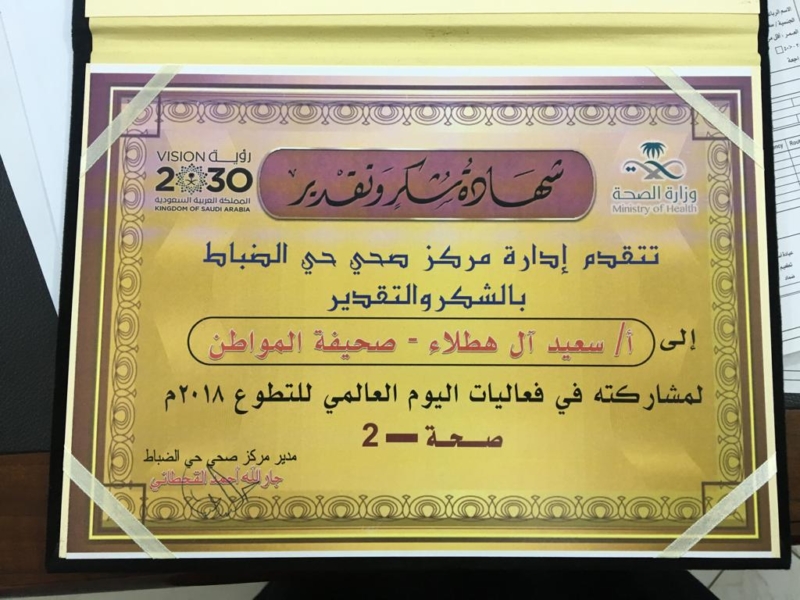 رؤية VISION
2030
المملكة العربية السعودية
KINGDOM OF SAUDI ARABIA
شهادة شكر وتقدير
وزارة الصحة
Ministry of Health
تتقدم إدارة مركز صحي حي الضباط
بالشكر والتقدير
إلى أ/ سعيد آل هطلاء - صحيفة المواطن
لمشاركته في فعاليات اليوم العالمي للتطوع ٢٠١٨م
صحة – 2
مدير مركز صحي حي الضباط
جارالله أحمد القحطاني